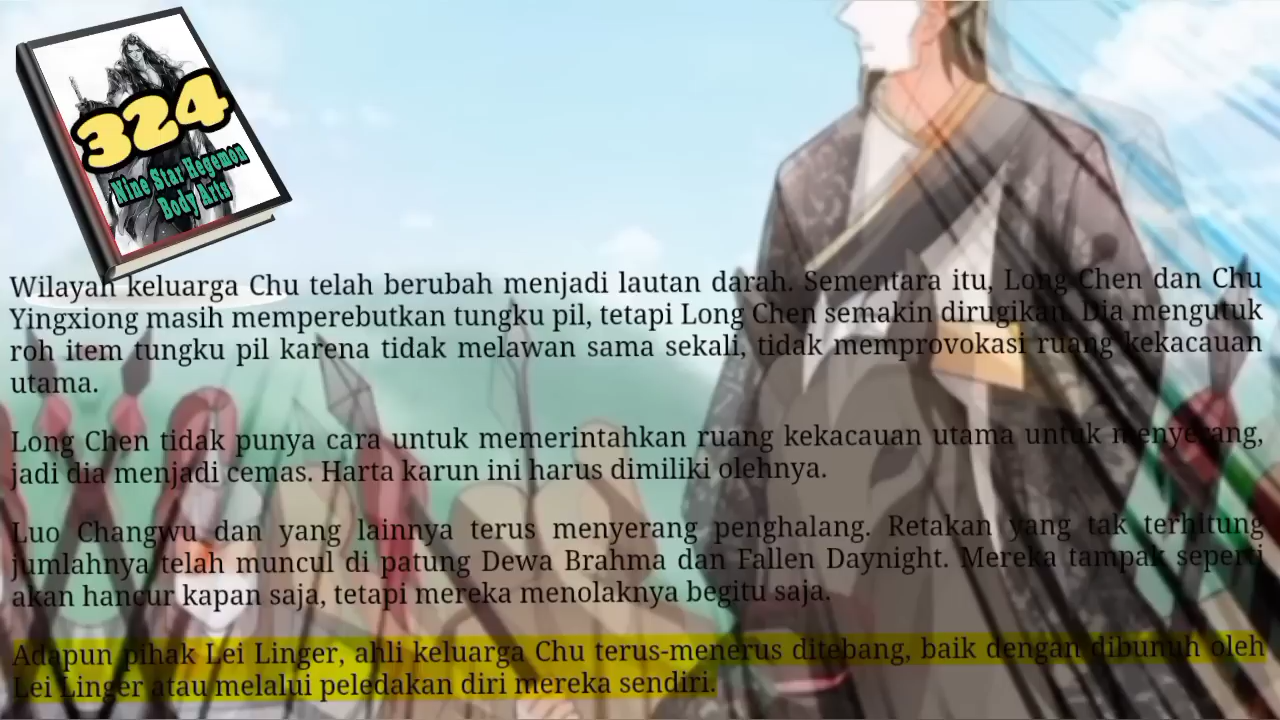 324
Nine Star Hegemon
Body Arts
Wilayah keluarga Chu telah berubah menjadi lautan darah. Sementara itu, Long Chen dan Chu
Yingxiong masih memperebutkan tungku pil, tetapi Long Chen semakin dirugikan. Dia mengutuk
roh item tungku pil karena tidak melawan sama sekali, tidak memprovokasi ruang kekacauan
utama.
Long Chen tidak punya cara untuk memerintahkan ruang kekacauan utama untuk menyerang,
jadi dia menjadi cemas. Harta karun ini harus dimiliki olehnya.
Luo Changwu dan yang lainnya terus menyerang penghalang. Retakan yang tak terhitung
jumlahnya telah muncul di patung Dewa Brahma dan Fallen Daynight. Mereka tampak seperti
akan hancur kapan saja, tetapi mereka menolaknya begitu saja.
Adapun pihak Lei Linger, ahli keluarga Chu terus-menerus ditebang, baik dengan dibunuh oleh
Lei Linger atau melalui peledakan diri mereka sendiri.